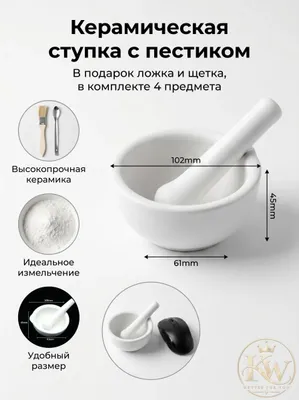 Керамическая
ступка с пестиком
В подарок ложка и щетка,
в комплекте 4 предмета
Высокопрочная
керамика
102mm
45mm
61mm
Идеальное
измельчение
Удобный
размер
KW